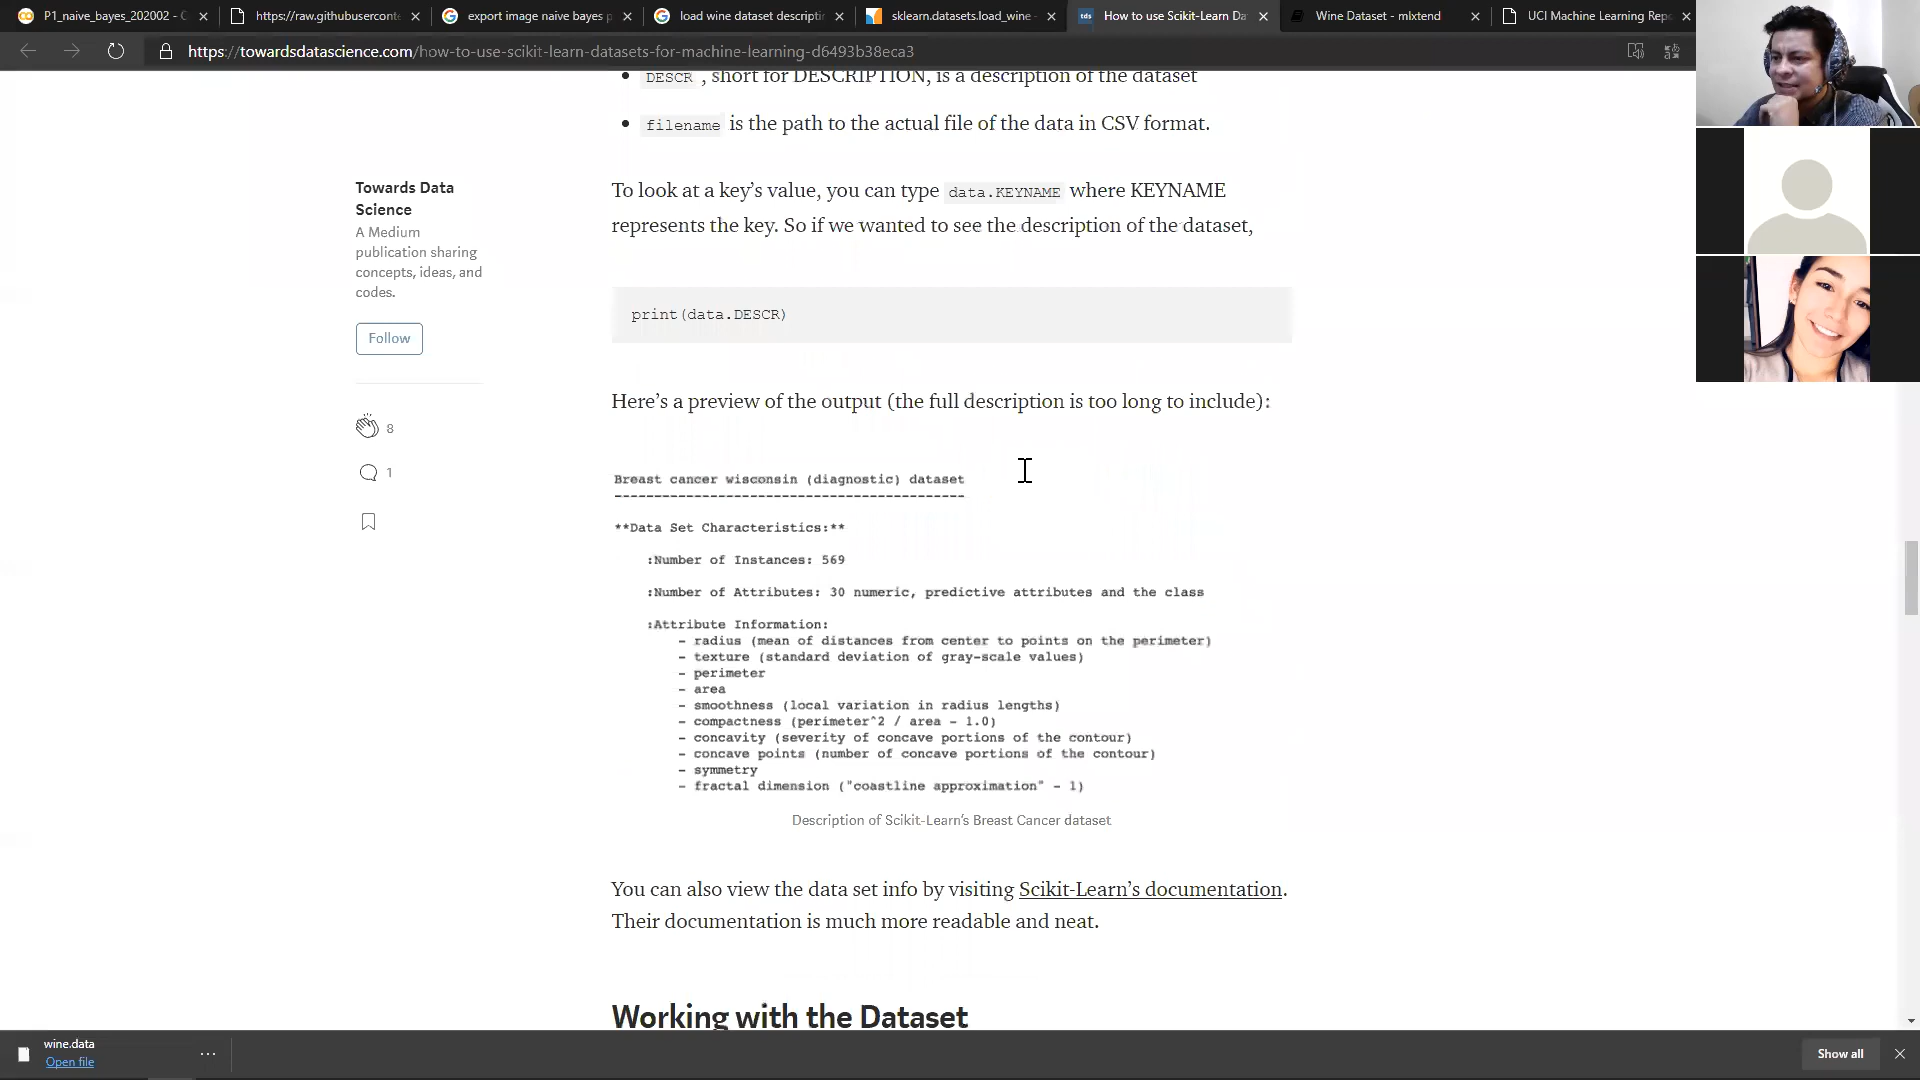 P1_naive_bayes_202002 - C
https://raw.githubuserconte
export image naive bayes p
load wine dataset descriptin
sklearn.datasets.load_wine -
tds How to use Scikit-Learn Da
Wine Dataset - mlxtend
UCI Machine Learning Repo
https://towardsdatascience.com/how-to-use-scikit-learn-datasets-for-machine-learning-d6493b38eca3
DESCR , short for DESCRIPTION, is a description of the dataset
filename is the path to the actual file of the data in CSV format.
Towards Data
Science
A Medium
publication sharing
concepts, ideas, and
codes.
Follow
8
1
To look at a key’s value, you can type data.KEYNAME where KEYNAME
represents the key. So if we wanted to see the description of the dataset,
print(data.DESCR)
Here’s a preview of the output (the full description is too long to include):
Breast cancer wisconsin (diagnostic) dataset
--------------------------------------------
**Data Set Characteristics:**
:Number of Instances: 569
:Number of Attributes: 30 numeric, predictive attributes and the class
:Attribute Information:
- radius (mean of distances from center to points on the perimeter)
- texture (standard deviation of gray-scale values)
- perimeter
- area
- smoothness (local variation in radius lengths)
- compactness (perimeter^2 / area - 1.0)
- concavity (severity of concave portions of the contour)
- concave points (number of concave portions of the contour)
- symmetry
- fractal dimension ("coastline approximation" - 1)
Description of Scikit-Learn’s Breast Cancer dataset
You can also view the data set info by visiting Scikit-Learn’s documentation.
Their documentation is much more readable and neat.
Working with the Dataset
wine.data
Open file
Show all